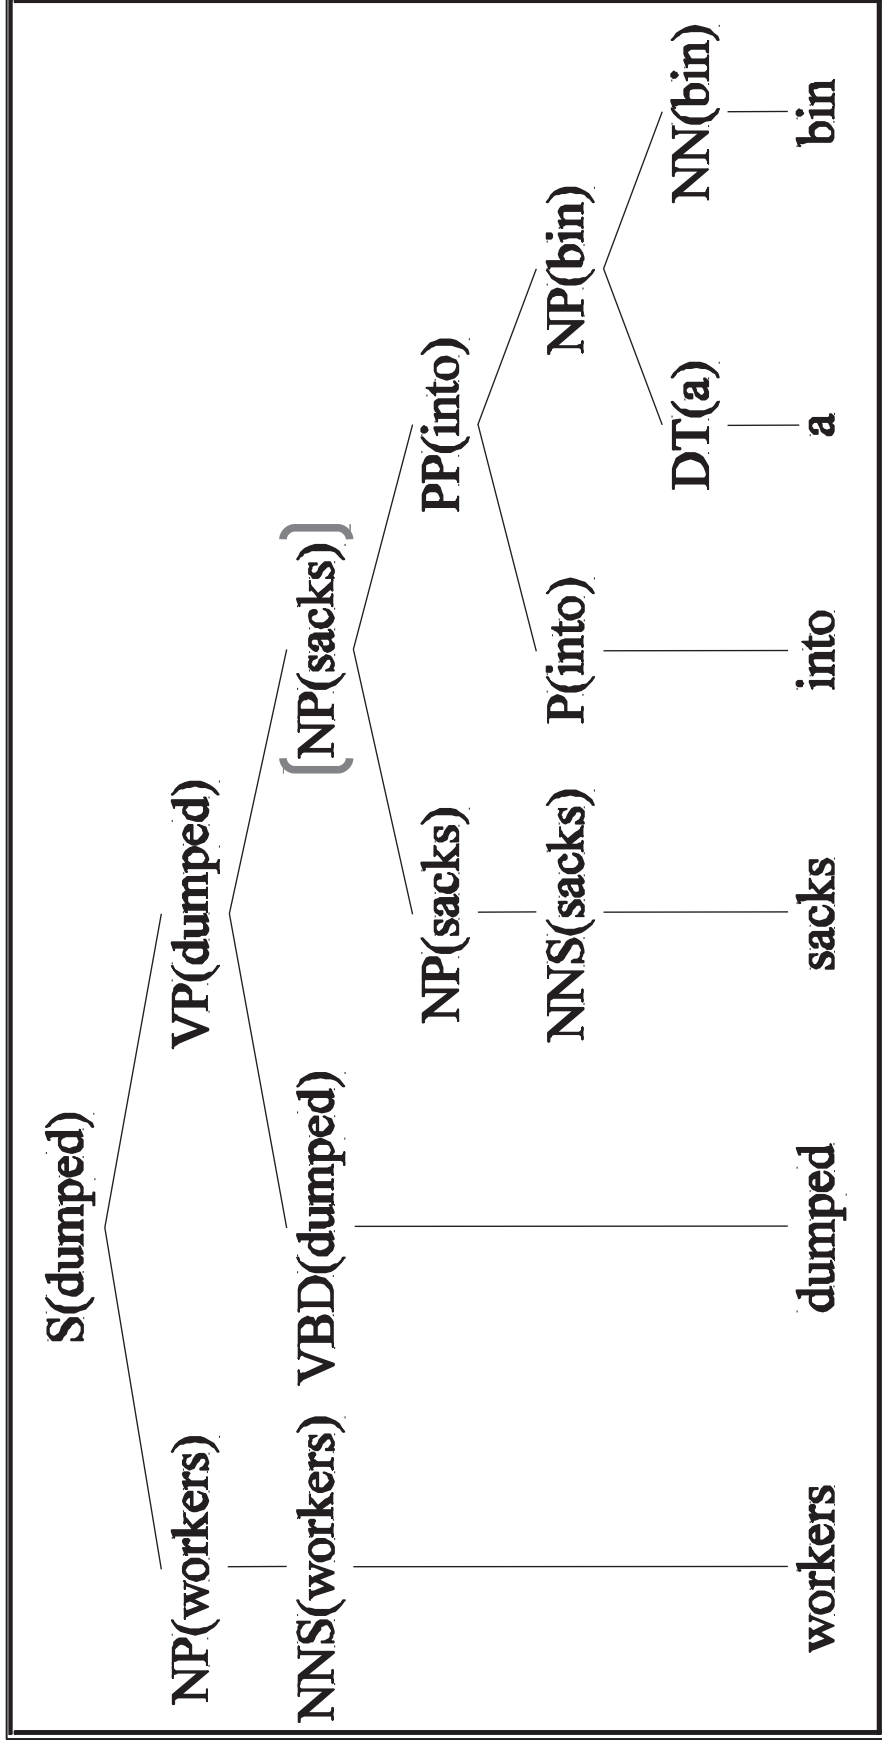 S(dumped)
NP(workers) VP(dumped)
NNS(workers) VBD(dumped) NP(sacks)
NP(sacks) PP(into)
NNS(sacks) P(into) NP(bin)
DT(a) NN(bin)
workers dumped sacks into a bin